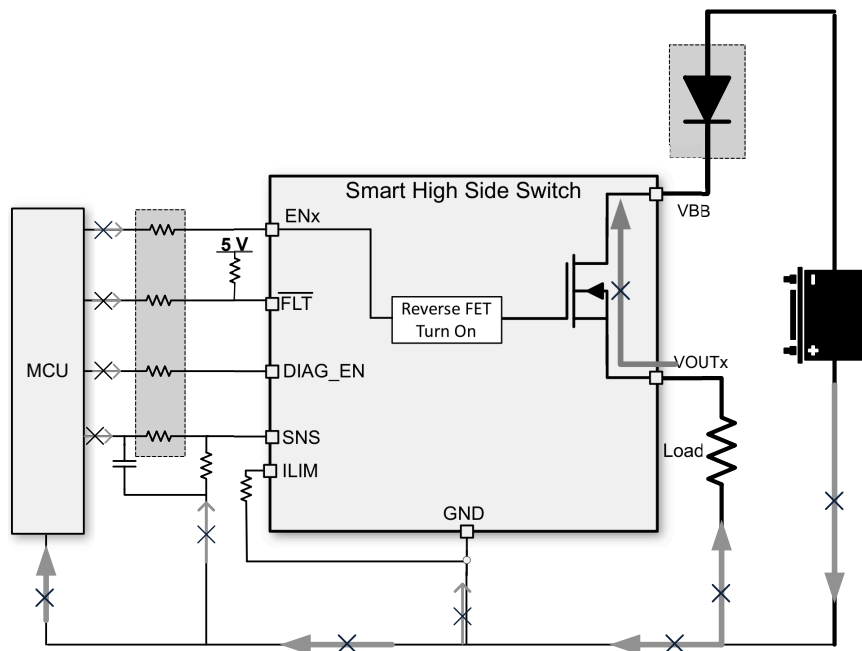 Smart High Side Switch
VBB
ENx
5 V
FLT
Reverse FET
Turn On
-
+
MCU
DIAG_EN
VOUTx
SNS
Load
ILIM
GND